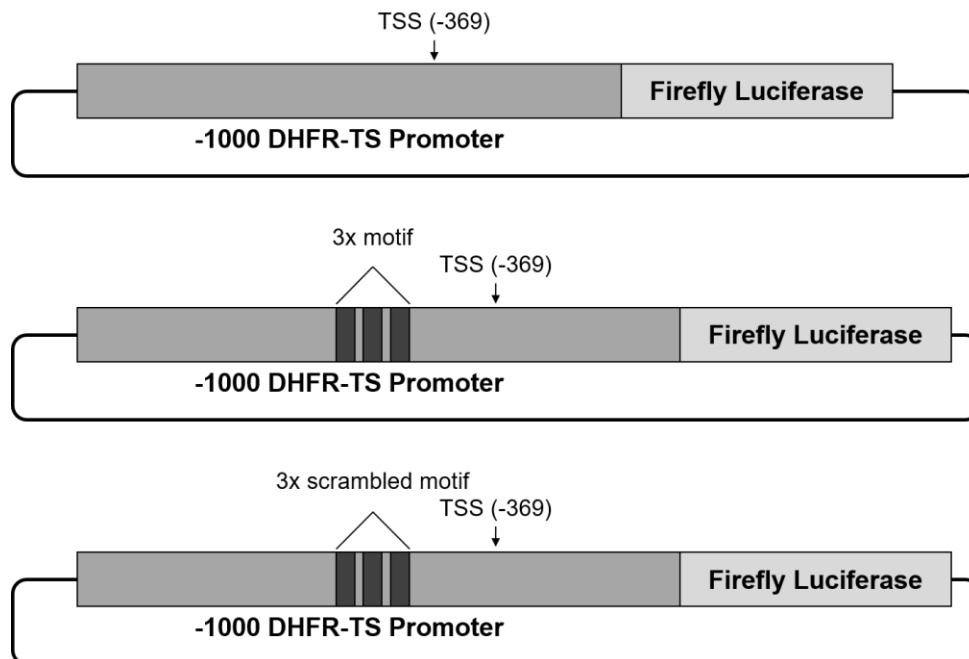 TSS (-369)
Firefly Luciferase
-1000 DHFR-TS Promoter
3x motif
TSS (-369)
Firefly Luciferase
-1000 DHFR-TS Promoter
3x scrambled motif
TSS (-369)
Firefly Luciferase
-1000 DHFR-TS Promoter